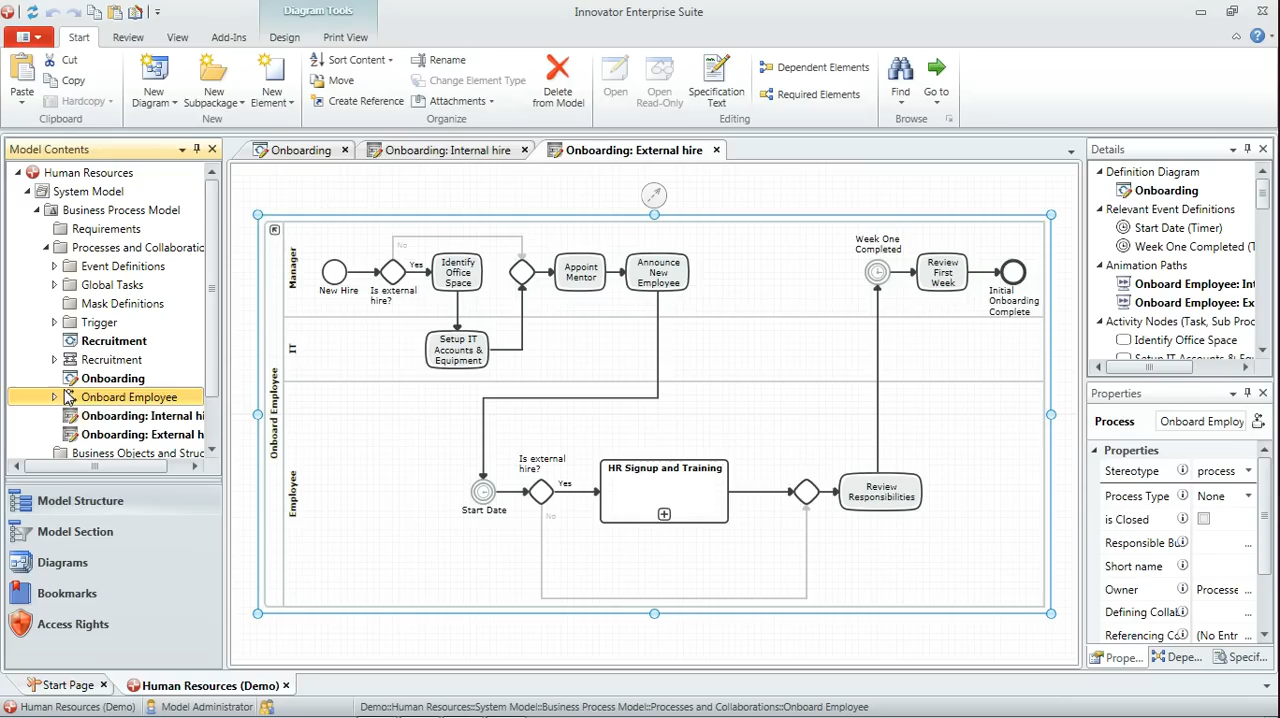 Diagram Tools
Innovator Enterprise Suite
Start
Review
View
Add-Ins
Design
Print View
Paste
Cut
Copy
Hardcopy
Clipboard
New
Diagram
New
Subpackage
New
Element
New
Sort Content
Move
Create Reference
Rename
Change Element Type
Attachments
Organize
Delete
from Model
Open
Open
Read-Only
Specification
Text
Dependent Elements
Required Elements
Editing
Find
Go to
Browse
Model Contents
Human Resources
System Model
Business Process Model
Requirements
Processes and Collaboratio
Event Definitions
Global Tasks
Mask Definitions
Trigger
Recruitment
Recruitment
Onboarding
Onboard Employee
Onboarding: Internal hi
Onboarding: External h
Business Objects and Struc
Model Structure
Model Section
Diagrams
Bookmarks
Access Rights
Onboarding
Onboarding: Internal hire
Onboarding: External hire
Onboard Employee
Manager
New Hire
Is external
hire?
No
Yes
Identify
Office
Space
Appoint
Mentor
Announce
New
Employee
Week One
Completed
Review
First
Week
Initial
Onboarding
Complete
IT
Setup IT
Accounts &
Equipment
Employee
Start Date
Is external
hire?
Yes
No
HR Signup and Training
Review
Responsibilities
Details
Definition Diagram
Onboarding
Relevant Event Definitions
Start Date (Timer)
Week One Completed (T
Animation Paths
Onboard Employee: Int
Onboard Employee: Ex
Activity Nodes (Task, Sub Proc
Identify Office Space
Setup IT Accounts & E
Properties
Process
Onboard Employ
Properties
Stereotype
process
Process Type
None
is Closed
Responsible Bu
...
Short name
Owner
Processe
...
Defining Colla
...
Referencing Co
(No Entr
...
Prope...
Depe...
Specif...
Start Page
Human Resources (Demo)
Human Resources (Demo)
Model Administrator
Demo::Human Resources::System Model::Business Process Model::Processes and Collaborations::Onboard Employee